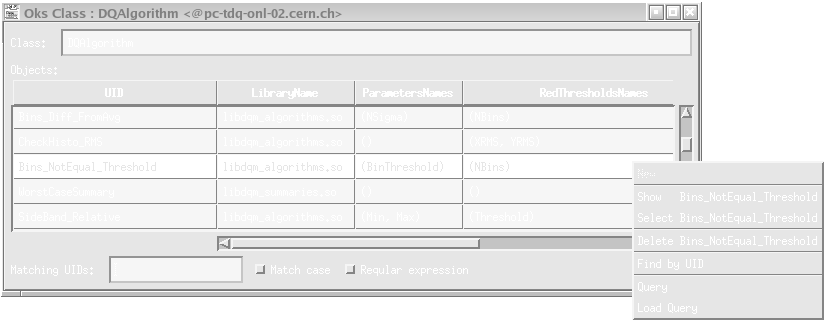 Oks Class : DQAlgorithm <@pc-tdq-onl-02.cern.ch>
Class: DQAlgorithm
Objects:
UID LibraryName ParametersNames RedThresholdsNames
Bins_Diff_FromAvg libdqm_algorithms.so (NSigma) (NBins)
CheckHisto_RMS libdqm_algorithms.so () (XRMS, YRMS)
Bins_NotEqual_Threshold libdqm_algorithms.so (BinThreshold) (NBins)
WorstCaseSummary libdqm_summaries.so () ()
SideBand_Relative libdqm_algorithms.so (Min, Max) (Threshold)
Matching UIDs: Match case Regular expression
New
Show Bins_NotEqual_Threshold
Select Bins_NotEqual_Threshold
Delete Bins_NotEqual_Threshold
Find by UID
Query
Load Query